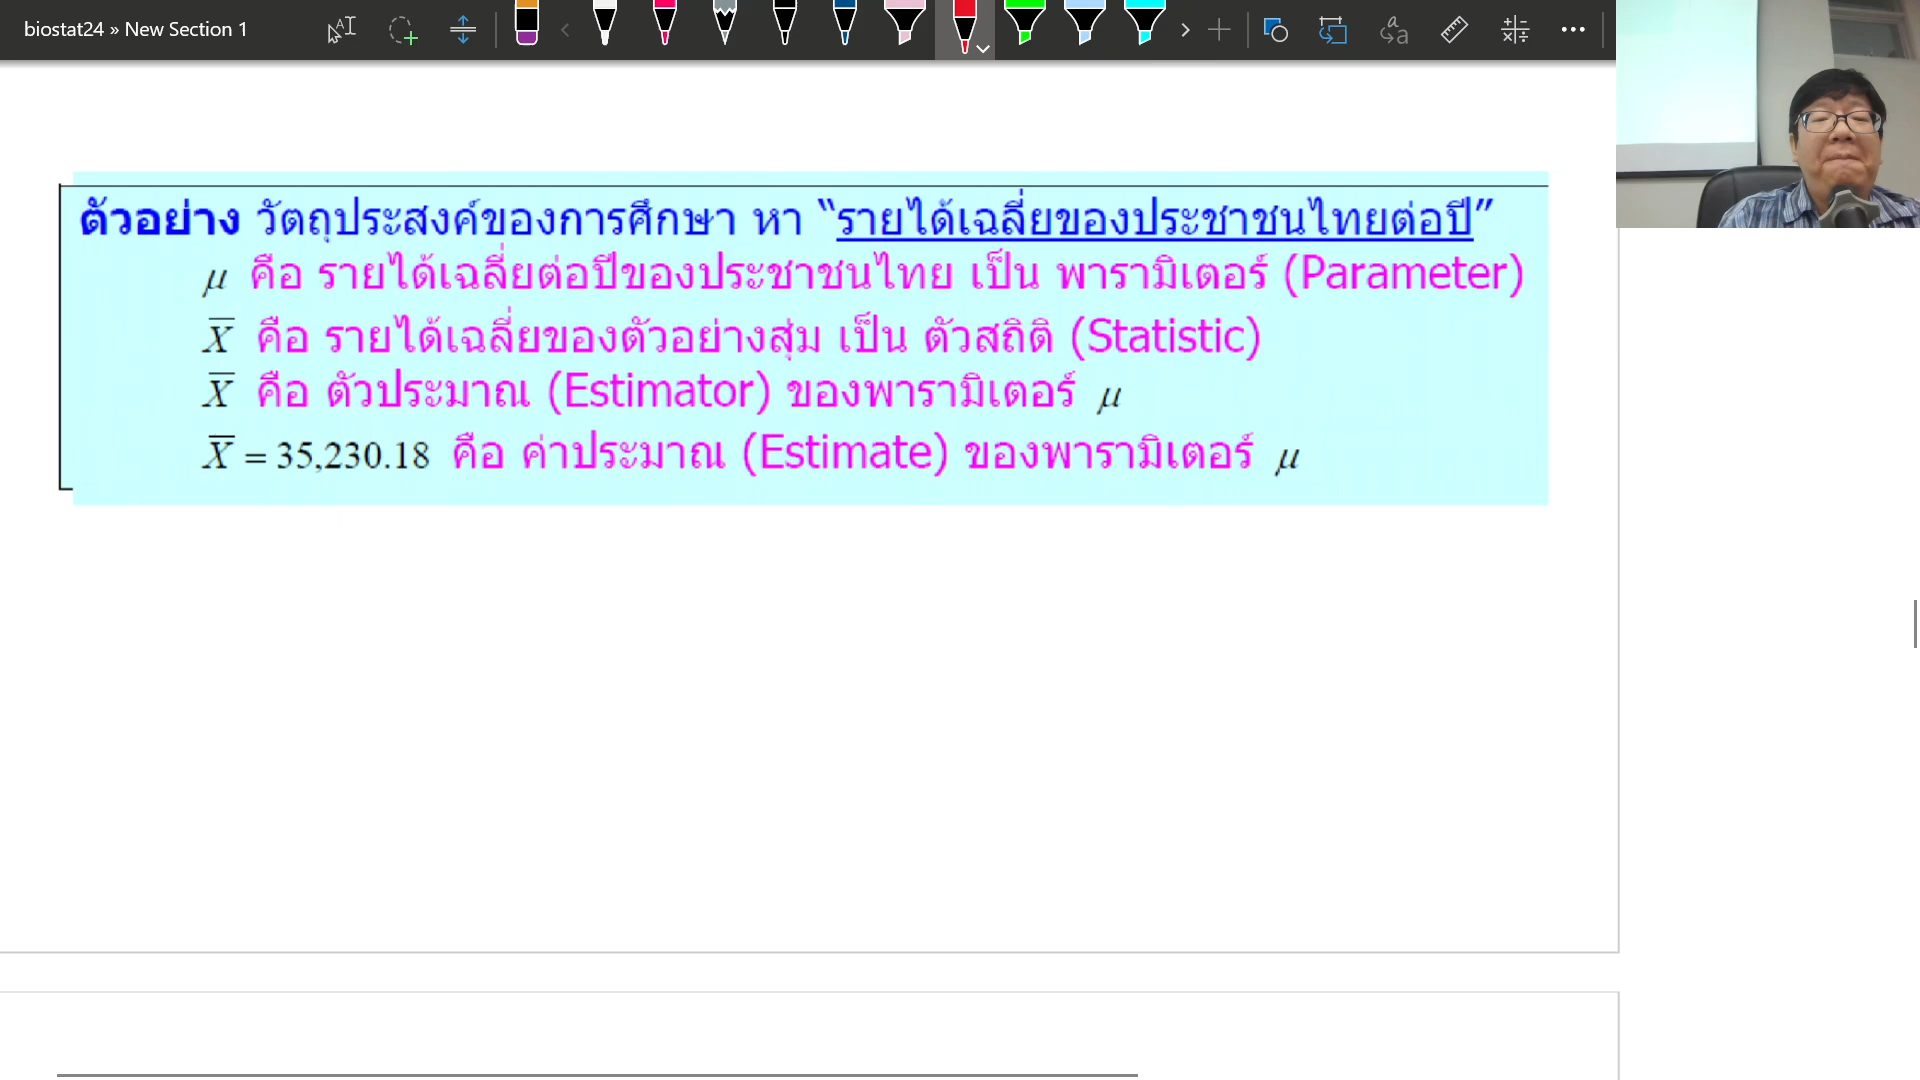 biostat24 » New Section 1
ตัวอย่าง วัตถุประสงค์ของการศึกษา หา “รายได้เฉลี่ยของประชาชนไทยต่อปี”
μ คือ รายได้เฉลี่ยต่อปีของประชาชนไทย เป็น พารามิเตอร์ (Parameter)
X̅ คือ รายได้เฉลี่ยของตัวอย่างสุ่ม เป็น ตัวสถิติ (Statistic)
X̅ คือ ตัวประมาณ (Estimator) ของพารามิเตอร์ μ
X̅ = 35,230.18 คือ ค่าประมาณ (Estimate) ของพารามิเตอร์ μ